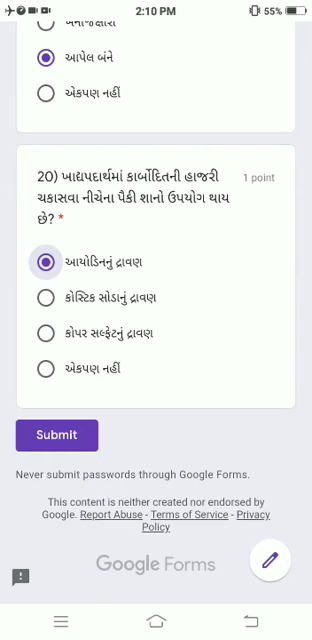 2:10 PM
55%
આપેલ બંને
એકપણ નહીં
20) ખાદ્યપદાર્થમાં કાર્બોદિતની હાજરી
1 point
ચકાસવા નીચેના પૈકી શાનો ઉપયોગ થાય
છે? *
આયોડિનનું દ્રાવણ
કોસ્ટિક સોડાનું દ્રાવણ
કોપર સલ્ફેટનું દ્રાવણ
એકપણ નહીં
Submit
Never submit passwords through Google Forms.
This content is neither created nor endorsed by
Google. Report Abuse - Terms of Service - Privacy
Policy
Google Forms